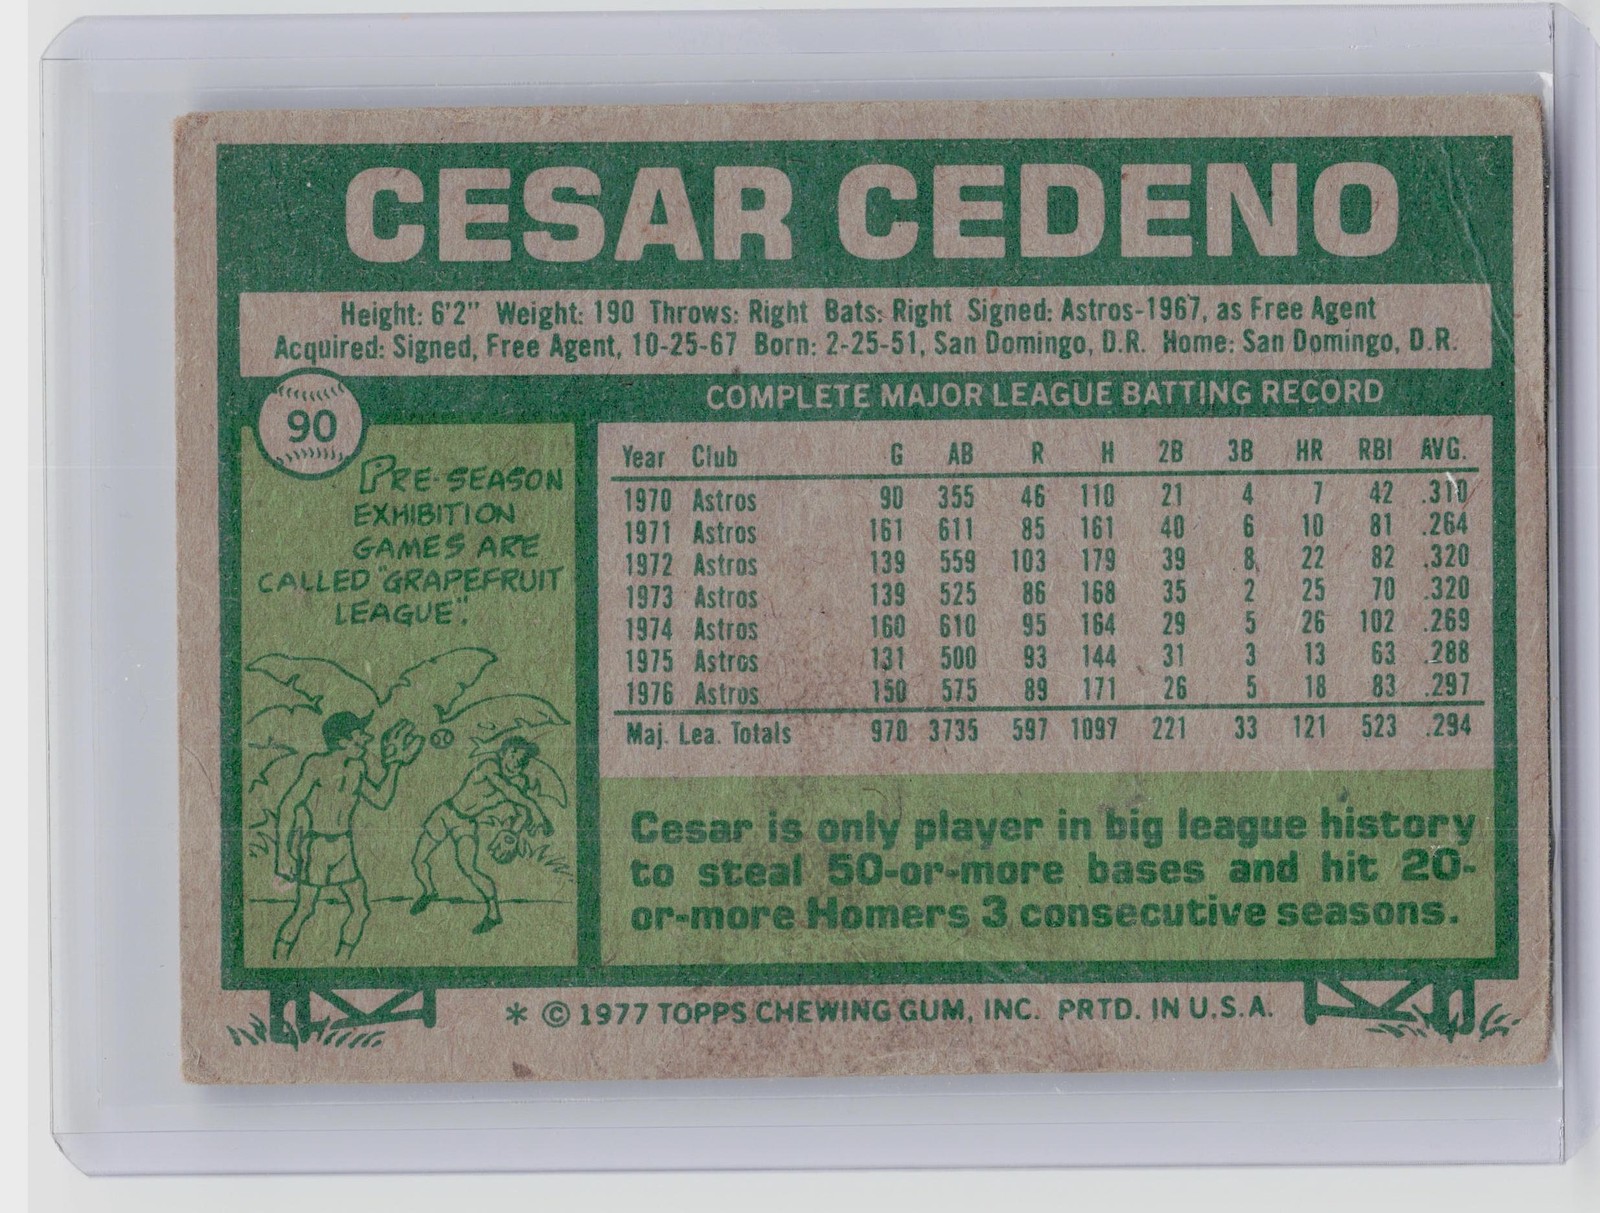 CESAR CEDENO
Height: 6'2" Weight: 190 Throws: Right Bats: Right Signed: Astros-1967, as Free Agent
Acquired: Signed, Free Agent, 10-25-67 Born: 2-25-51, San Domingo, D.R. Home: San Domingo, D.R.
90
PRE-SEASON
EXHIBITION
GAMES ARE
CALLED "GRAPEFRUIT
LEAGUE".
COMPLETE MAJOR LEAGUE BATTING RECORD
Year Club G AB R H 2B 3B HR RBI AVG.
1970 Astros 90 355 46 110 21 4 7 42 .310
1971 Astros 161 611 85 161 40 6 10 81 .264
1972 Astros 139 559 103 179 39 8 22 82 .320
1973 Astros 139 525 86 168 35 2 25 70 .320
1974 Astros 160 610 95 164 29 5 26 102 .269
1975 Astros 131 500 93 144 31 3 13 63 .288
1976 Astros 150 575 89 171 26 5 18 83 .297
Maj. Lea. Totals 970 3735 597 1097 221 33 121 523 .294
Cesar is only player in big league history
to steal 50-or-more bases and hit 20-
or-more Homers 3 consecutive seasons.
* © 1977 TOPPS CHEWING GUM, INC. PRTD. IN U.S.A.